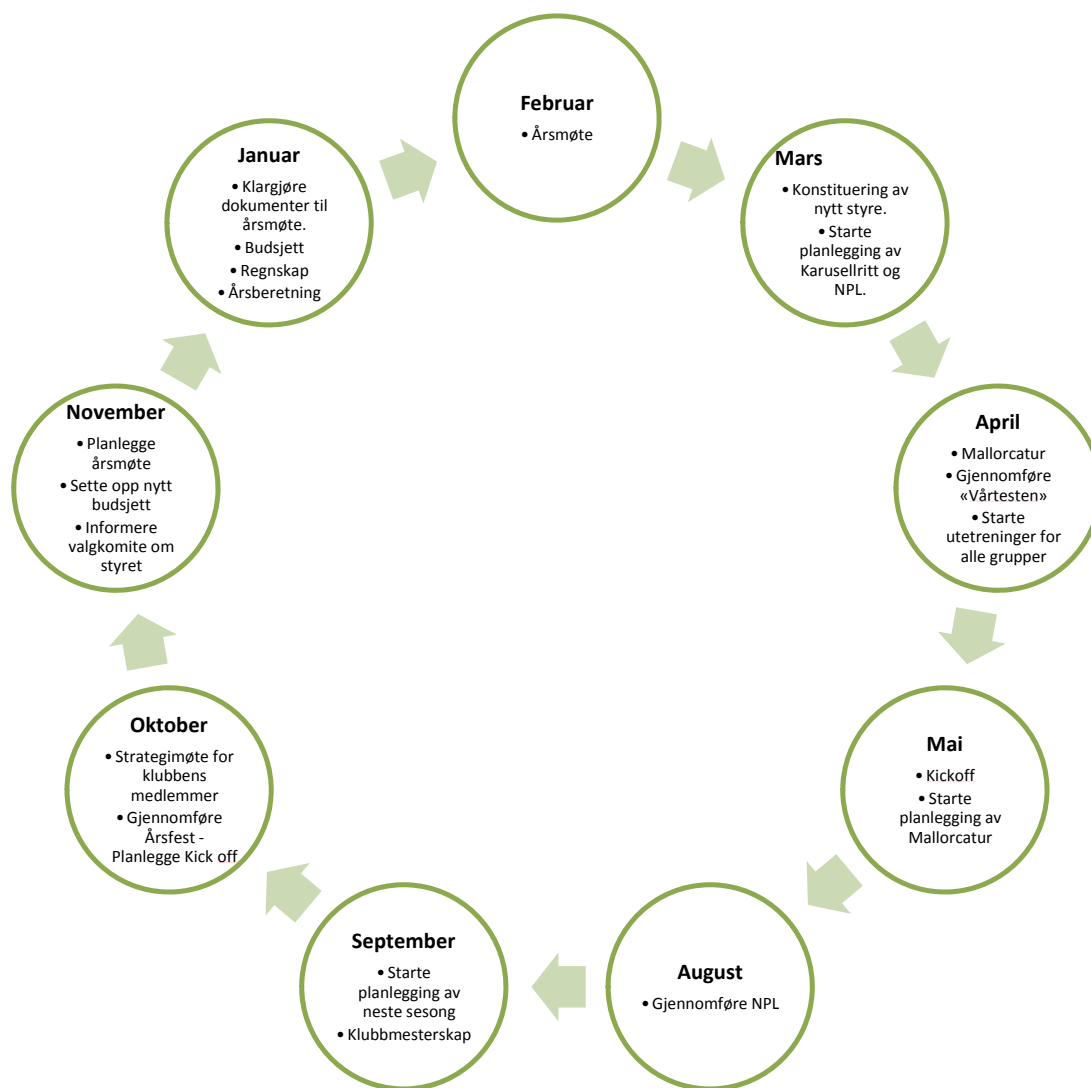 Februar
• Årsmøte
Mars
• Konstituering av
nytt styre.
• Starte
planlegging av
Karusellritt og
NPL.
April
• Mallorcatur
• Gjennomføre
«Vårtesten»
• Starte
utetreninger for
alle grupper
Mai
• Kickoff
• Starte
planlegging av
Mallorcatur
August
• Gjennomføre NPL
September
• Starte
planlegging av
neste sesong
• Klubbmesterskap
Oktober
• Strategimøte for
klubbens
medlemmer
• Gjennomføre
Årsfest -
Planlegge Kick off
November
• Planlegge
årsmøte
• Sette opp nytt
budsjett
• Informere
valgkomite om
styret
Januar
• Klargjøre
dokumenter til
årsmøte.
• Budsjett
• Regnskap
• Årsberetning